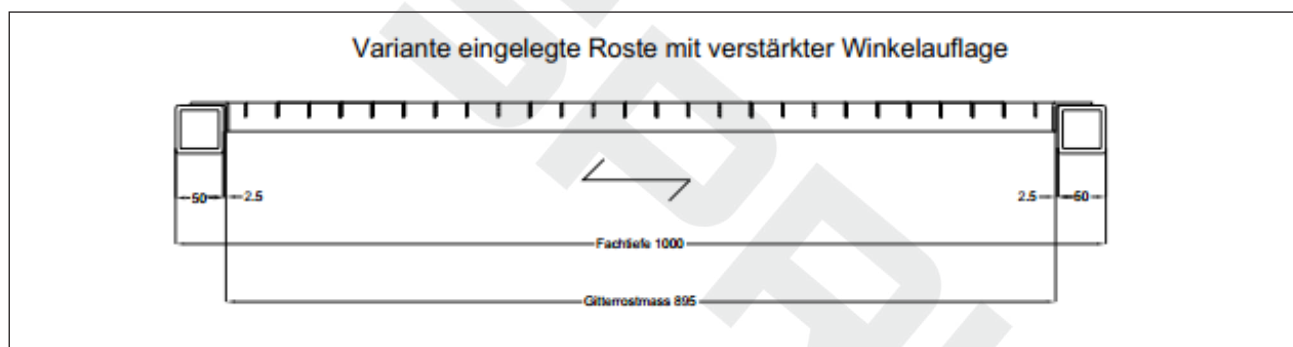 Variante eingelegte Roste mit verstärkter Winkelauflage
50 2.5 2.5 50
Fachtiefe 1000
Gitterrostmass 895